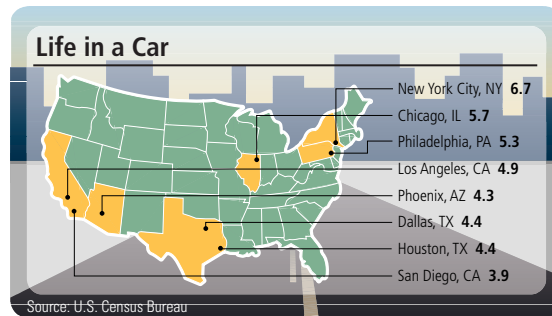 Life in a Car
New York City, NY 6.7
Chicago, IL 5.7
Philadelphia, PA 5.3
Los Angeles, CA 4.9
Phoenix, AZ 4.3
Dallas, TX 4.4
Houston, TX 4.4
San Diego, CA 3.9
Source: U.S. Census Bureau